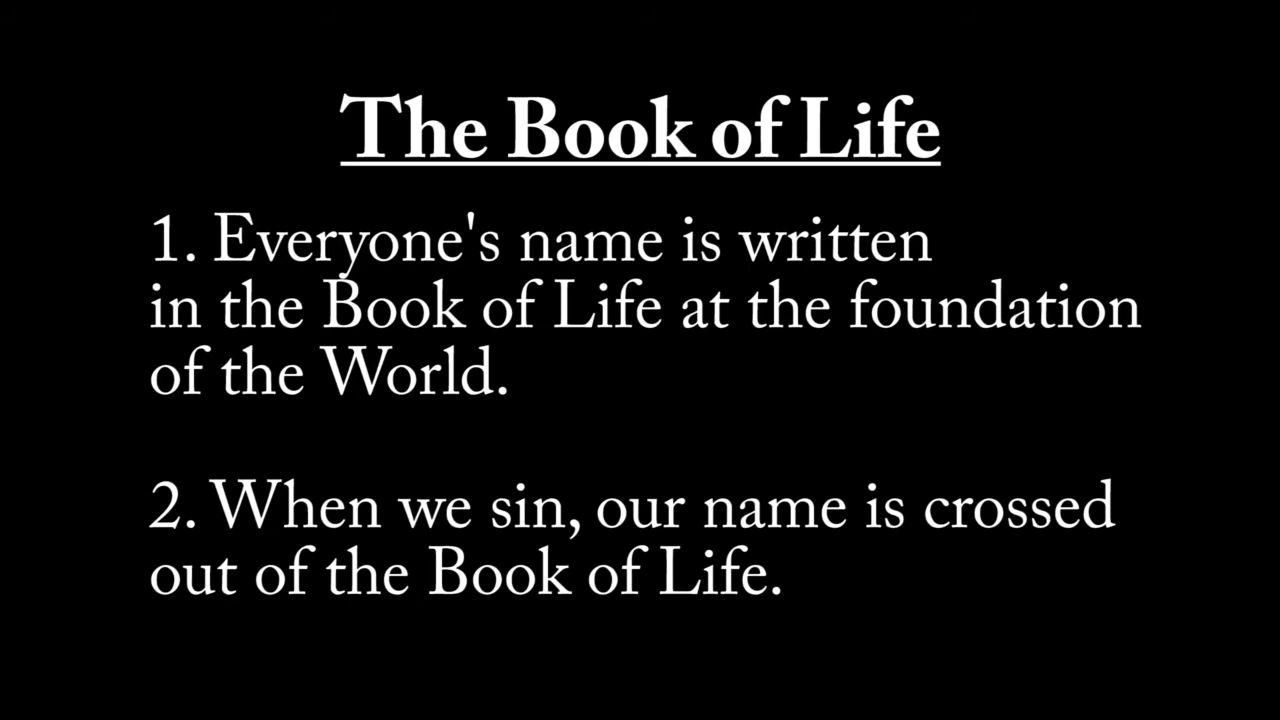 The Book of Life
1. Everyone's name is written
in the Book of Life at the foundation
of the World.
2. When we sin, our name is crossed
out of the Book of Life.